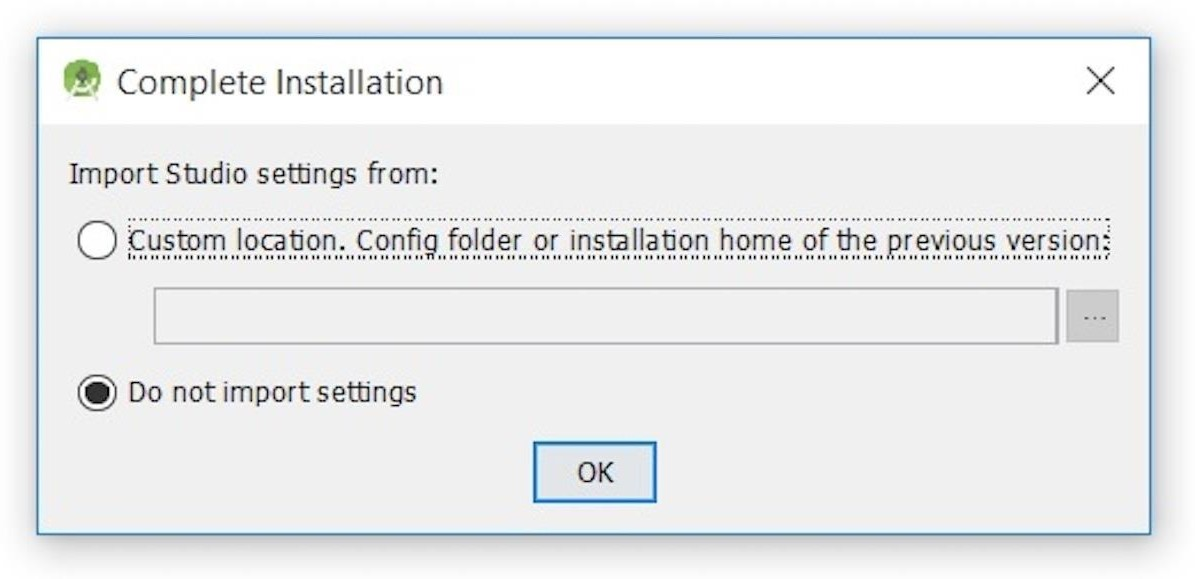 Complete Installation
Import Studio settings from:
Custom location. Config folder or installation home of the previous version:
...
Do not import settings
OK